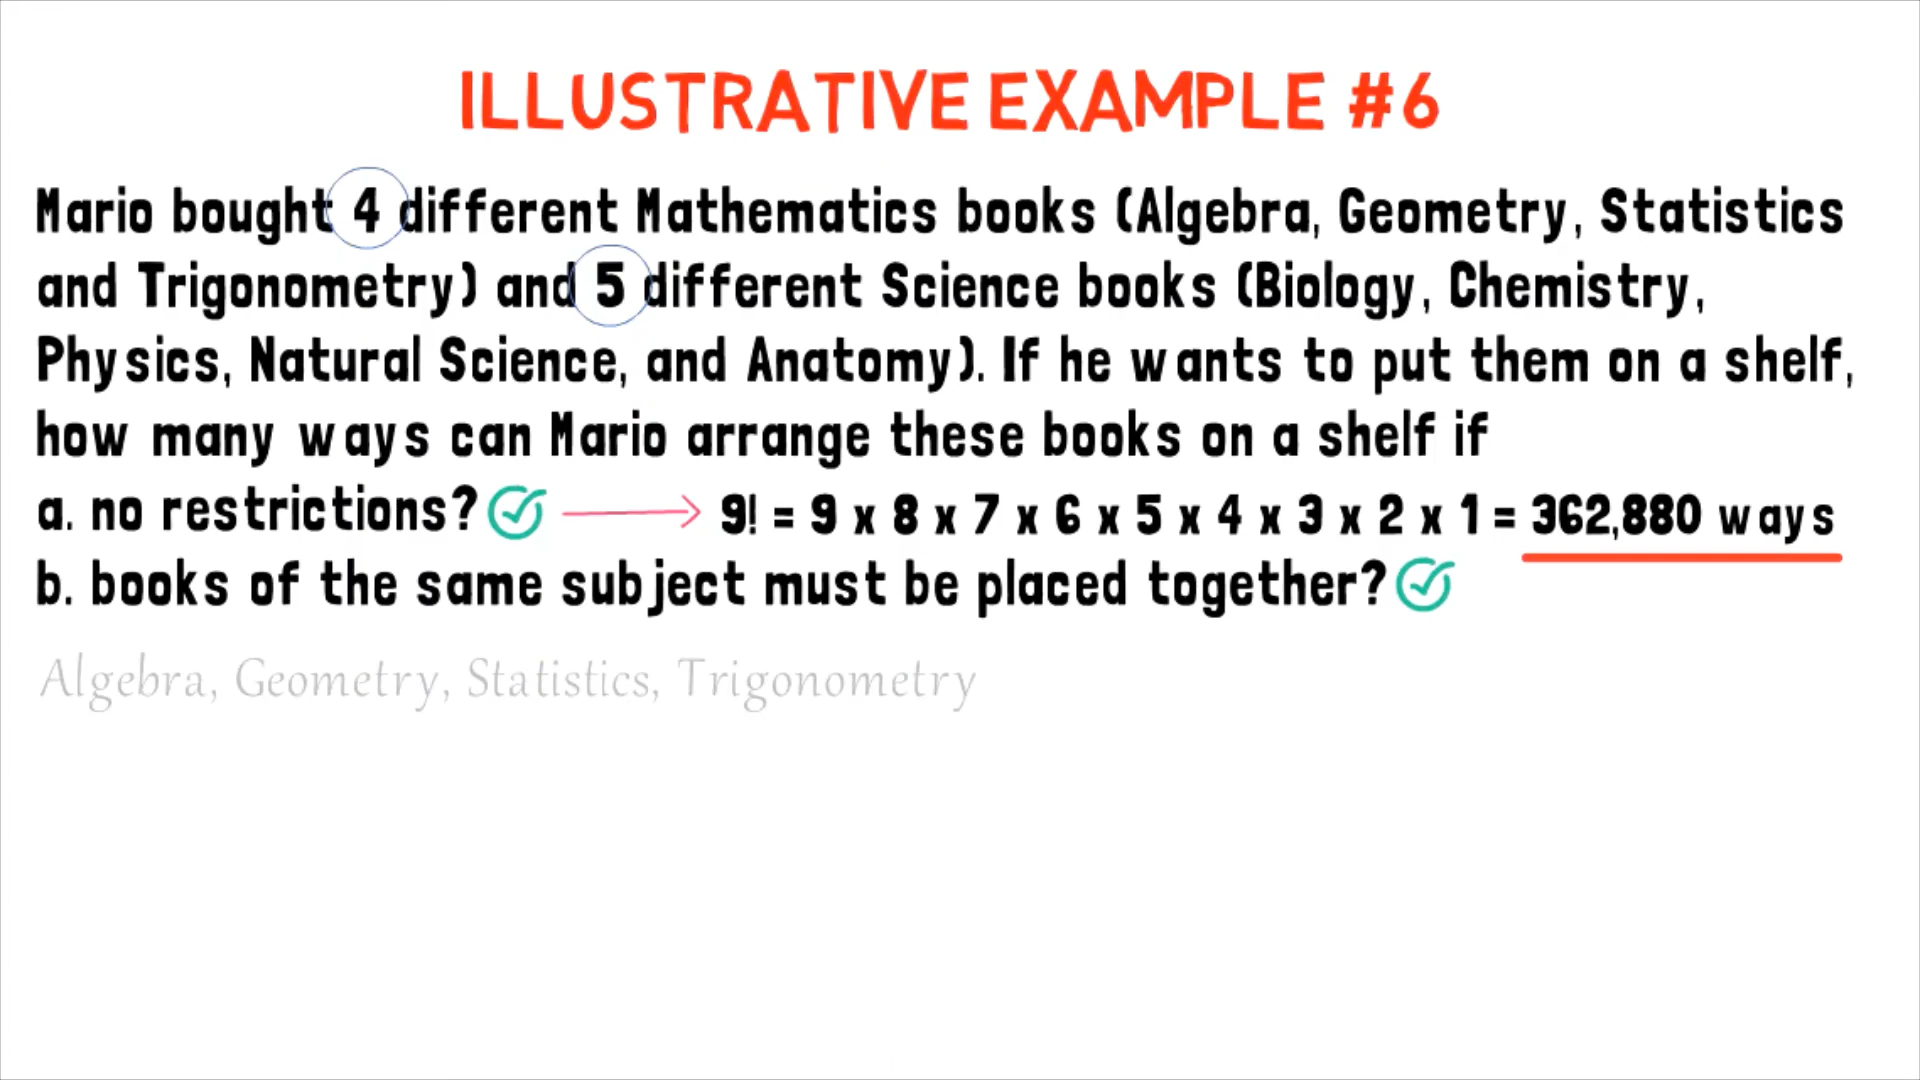 ILLUSTRATIVE EXAMPLE #6
Mario bought 4 different Mathematics books (Algebra, Geometry, Statistics
and Trigonometry) and 5 different Science books (Biology, Chemistry,
Physics, Natural Science, and Anatomy). If he wants to put them on a shelf,
how many ways can Mario arrange these books on a shelf if
a. no restrictions? 9! = 9 x 8 x 7 x 6 x 5 x 4 x 3 x 2 x 1 = 362,880 ways
b. books of the same subject must be placed together?
Algebra, Geometry, Statistics, Trigonometry